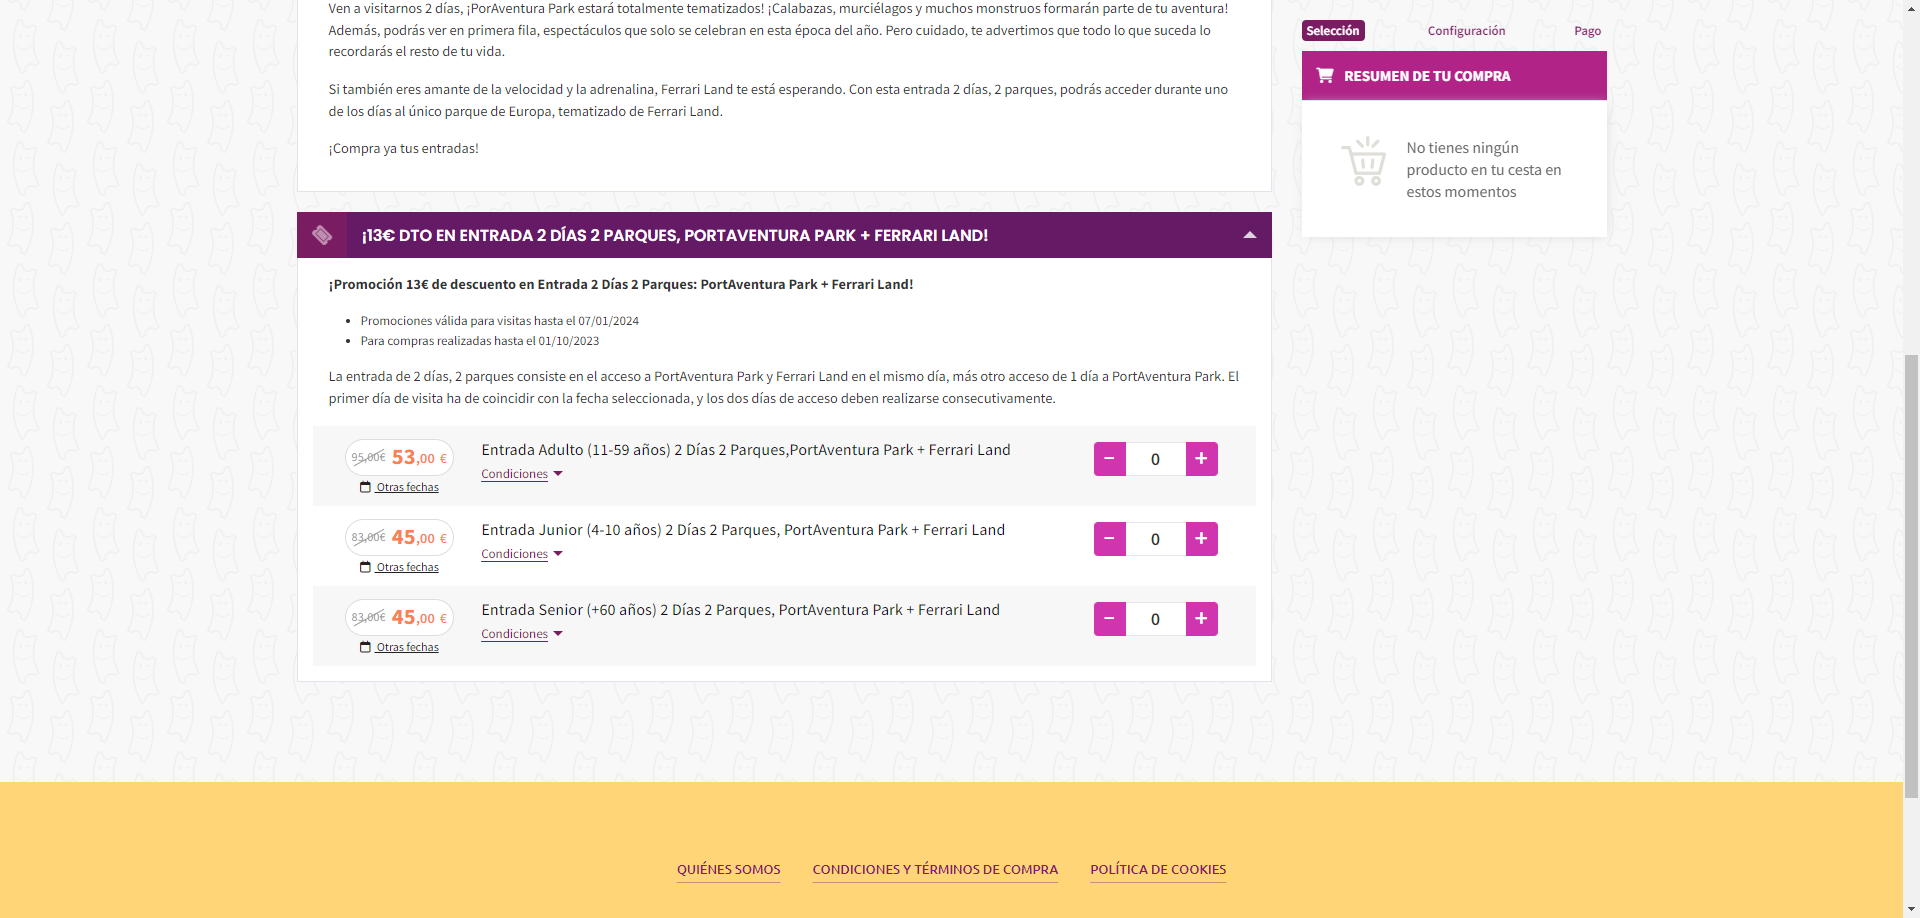 Ven a visitarnos 2 días, ¡PorAventura Park estará totalmente tematizados! ¡Calabazas, murciélagos y muchos monstruos formarán parte de tu aventura!
Además, podrás ver en primera fila, espectáculos que solo se celebran en esta época del año. Pero cuidado, te advertimos que todo lo que suceda lo
recordarás el resto de tu vida.
Si también eres amante de la velocidad y la adrenalina, Ferrari Land te está esperando. Con esta entrada 2 días, 2 parques, podrás acceder durante uno
de los días al único parque de Europa, tematizado de Ferrari Land.
¡Compra ya tus entradas!
¡13€ DTO EN ENTRADA 2 DÍAS 2 PARQUES, PORTAVENTURA PARK + FERRARI LAND!
¡Promoción 13€ de descuento en Entrada 2 Días 2 Parques: PortAventura Park + Ferrari Land!
• Promociones válida para visitas hasta el 07/01/2024
• Para compras realizadas hasta el 01/10/2023
La entrada de 2 días, 2 parques consiste en el acceso a PortAventura Park y Ferrari Land en el mismo día, más otro acceso de 1 día a PortAventura Park. El
primer día de visita ha de coincidir con la fecha seleccionada, y los dos días de acceso deben realizarse consecutivamente.
95,00€ 53,00 €
Otras fechas
Entrada Adulto (11-59 años) 2 Días 2 Parques,PortAventura Park + Ferrari Land
Condiciones
− 0 +
83,00€ 45,00 €
Otras fechas
Entrada Junior (4-10 años) 2 Días 2 Parques, PortAventura Park + Ferrari Land
Condiciones
− 0 +
83,00€ 45,00 €
Otras fechas
Entrada Senior (+60 años) 2 Días 2 Parques, PortAventura Park + Ferrari Land
Condiciones
− 0 +
Selección Configuración Pago
RESUMEN DE TU COMPRA
No tienes ningún
producto en tu cesta en
estos momentos
QUIÉNES SOMOS CONDICIONES Y TÉRMINOS DE COMPRA POLÍTICA DE COOKIES